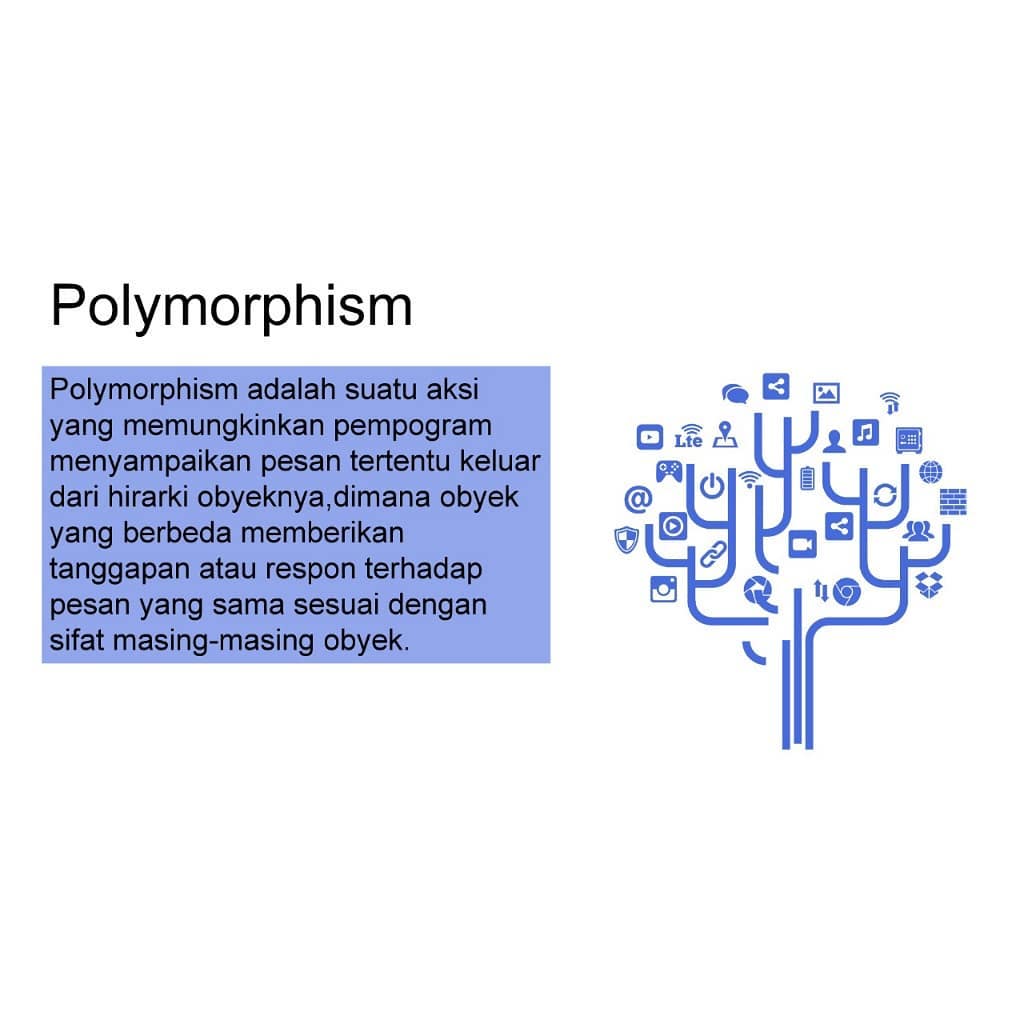 Polymorphism
Polymorphism adalah suatu aksi
yang memungkinkan pempogram
menyampaikan pesan tertentu keluar
dari hirarki obyeknya,dimana obyek
yang berbeda memberikan
tanggapan atau respon terhadap
pesan yang sama sesuai dengan
sifat masing-masing obyek.
Lte
@